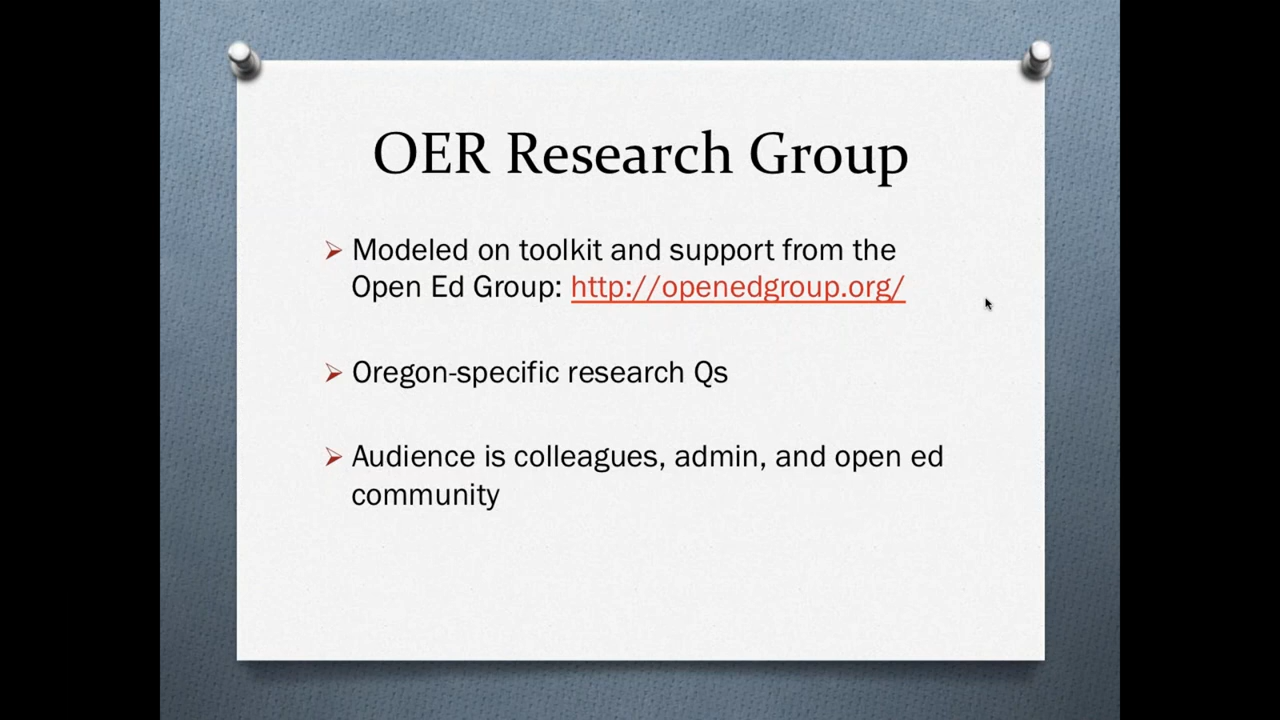 OER Research Group
Modeled on toolkit and support from the
Open Ed Group: http://openedgroup.org/
Oregon-specific research Qs
Audience is colleagues, admin, and open ed
community